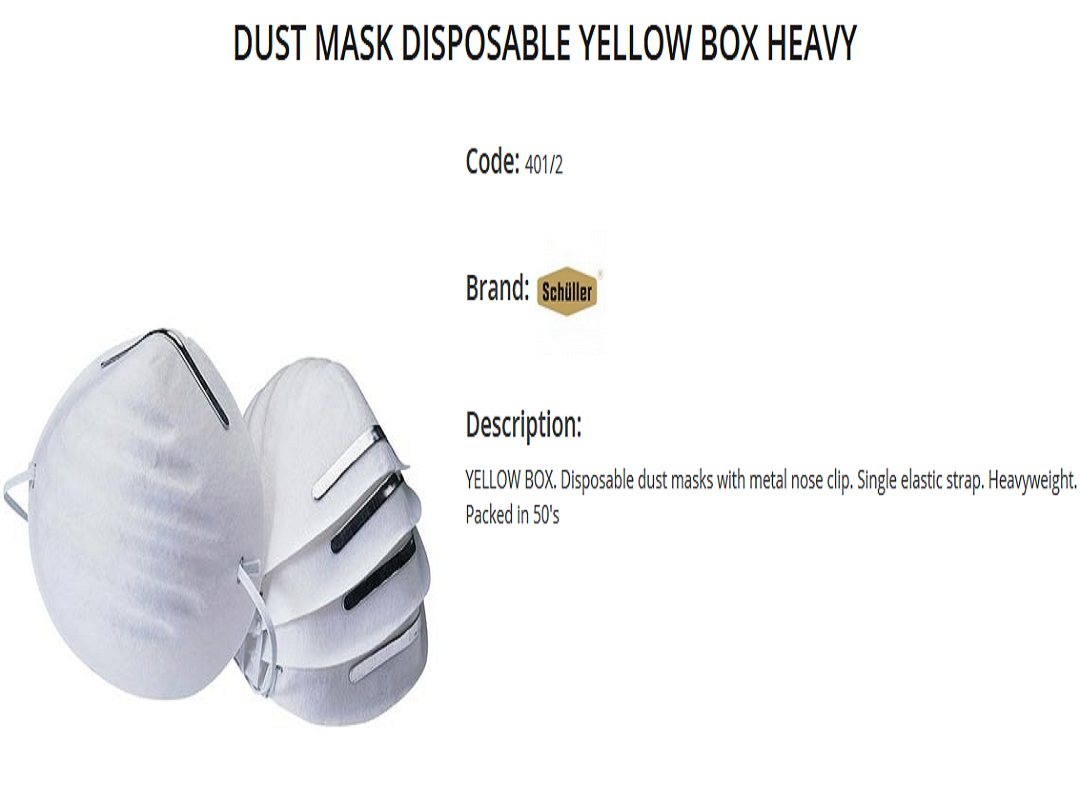 DUST MASK DISPOSABLE YELLOW BOX HEAVY
Code: 401/2
Brand: Schüller®
Description:
YELLOW BOX. Disposable dust masks with metal nose clip. Single elastic strap. Heavyweight.
Packed in 50's